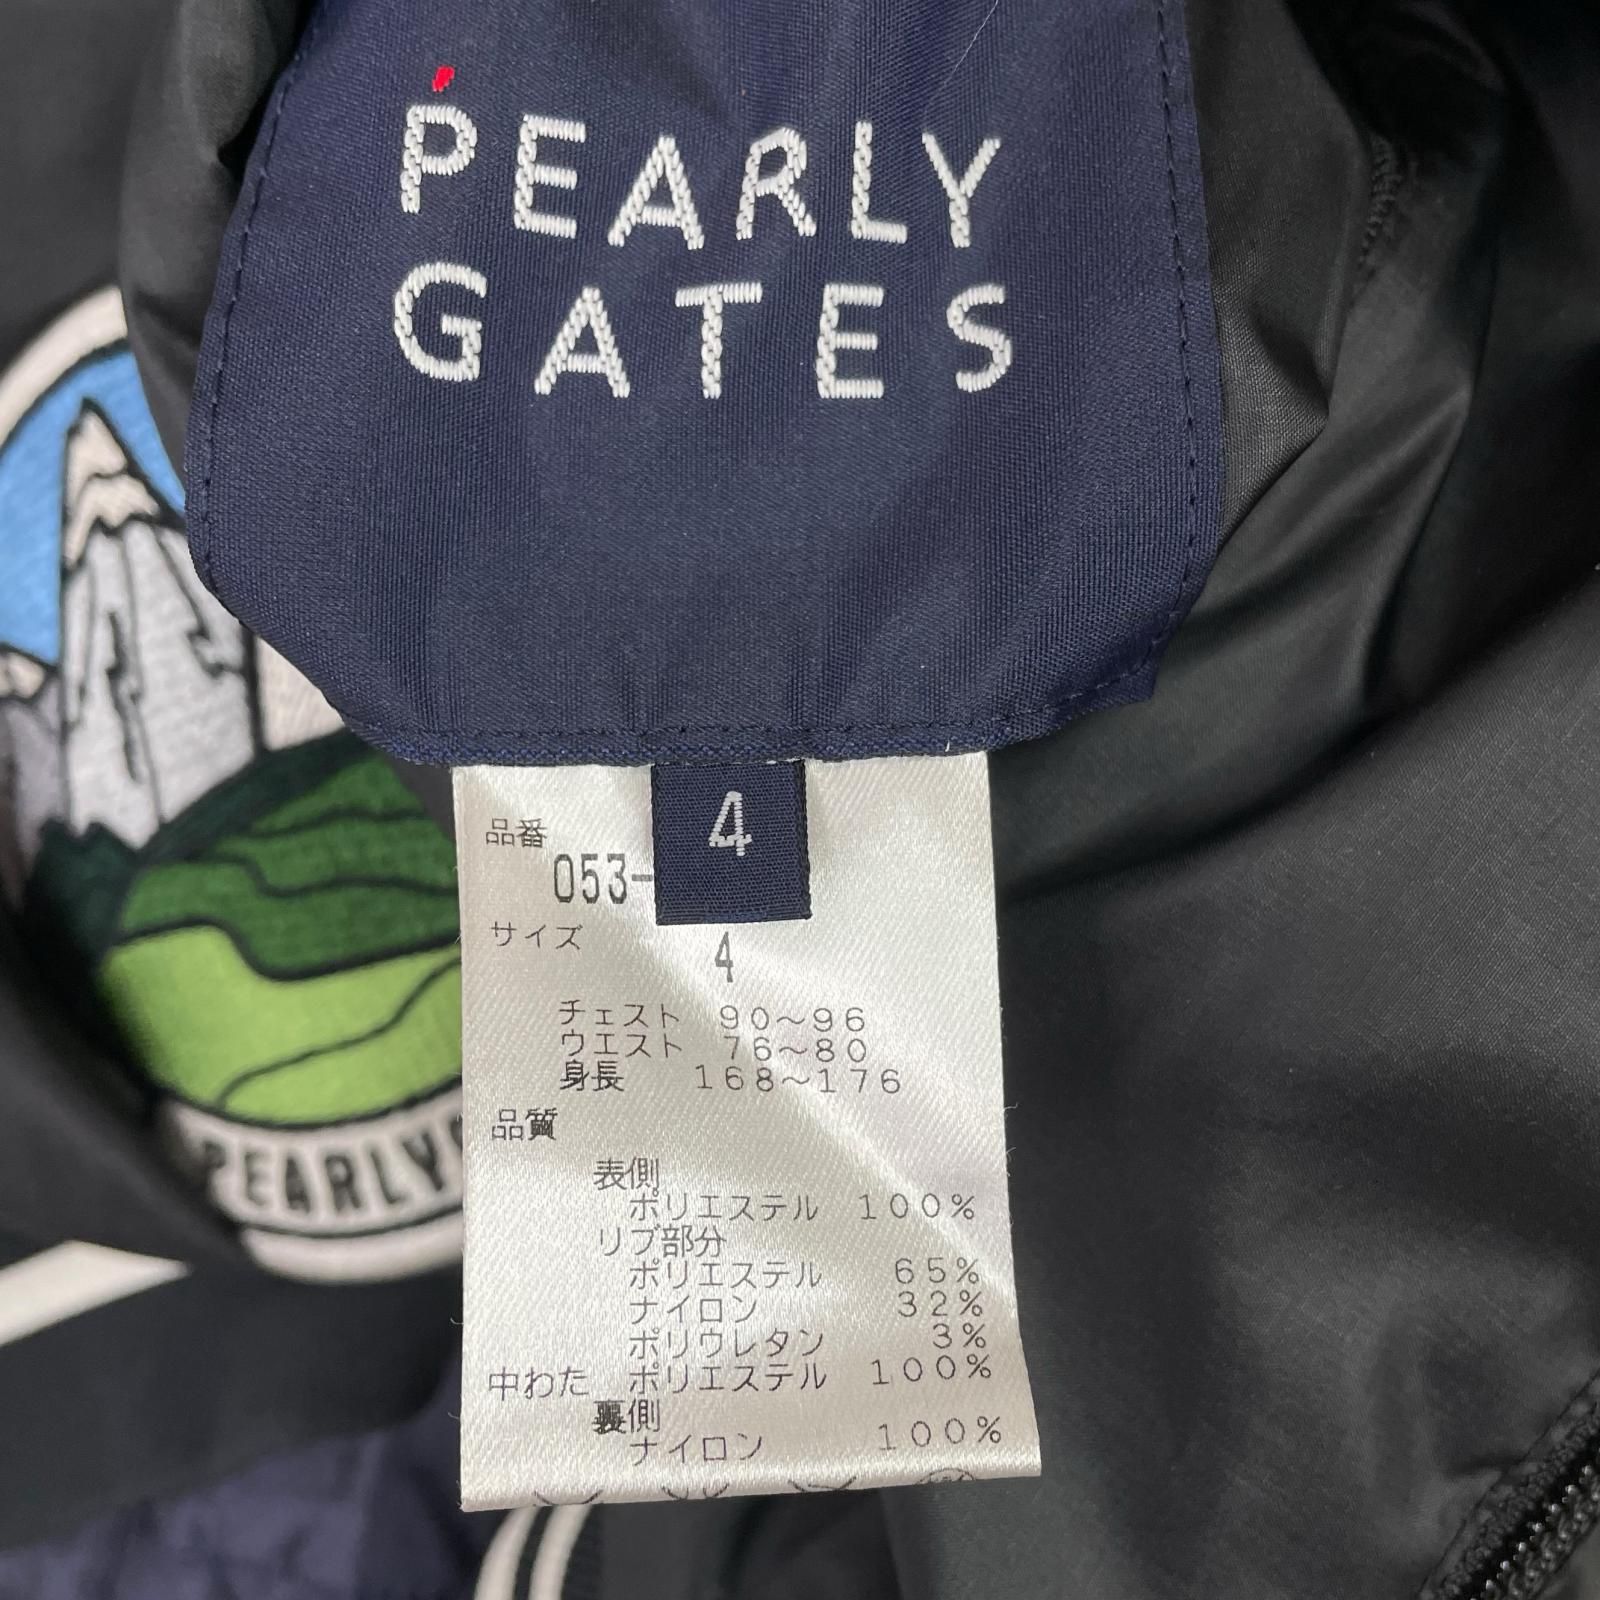 PEARLY
GATES
4
品番
053-
サイズ
4
チェスト 90~96
ウエスト 76~80
身長 168~176
品質
表側
ポリエステル 100%
リブ部分
ポリエステル 65%
ナイロン 32%
ポリウレタン 3%
中わた ポリエステル 100%
裏側
ナイロン 100%
PEARLY